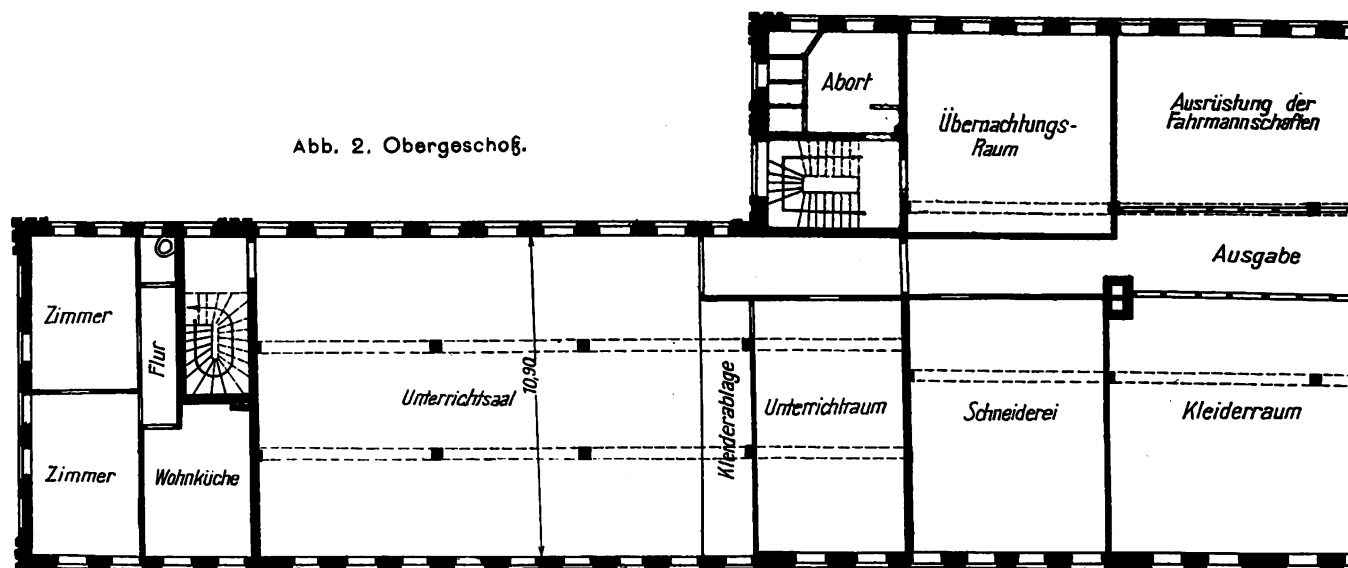 Abb. 2. Obergeschoß.
Abort
Übernachtungs-
Raum
Ausrüstung der
Fahrmannschaften
Ausgabe
Zimmer
Flur
Unterrichtsaal
10,90
Kleiderablage
Unterrichtraum
Schneiderei
Kleiderraum
Zimmer
Wohnküche